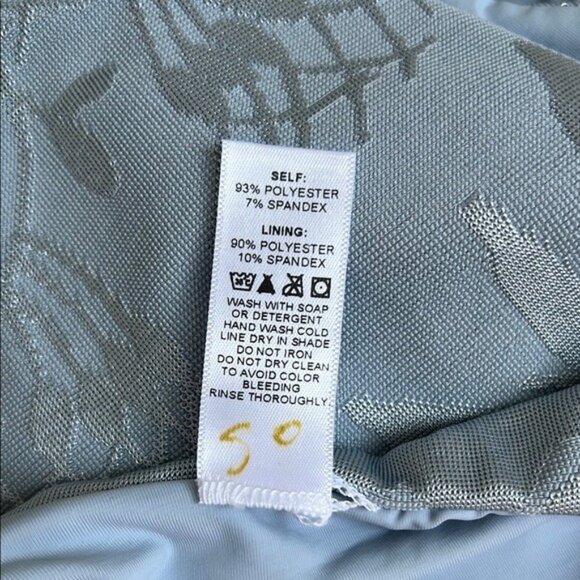 SELF:
93% POLYESTER
7% SPANDEX
LINING:
90% POLYESTER
10% SPANDEX
WASH WITH SOAP
OR DETERGENT
HAND WASH COLD
LINE DRY IN SHADE
DO NOT IRON
DO NOT DRY CLEAN
TO AVOID COLOR
BLEEDING
RINSE THOROUGHLY.
50